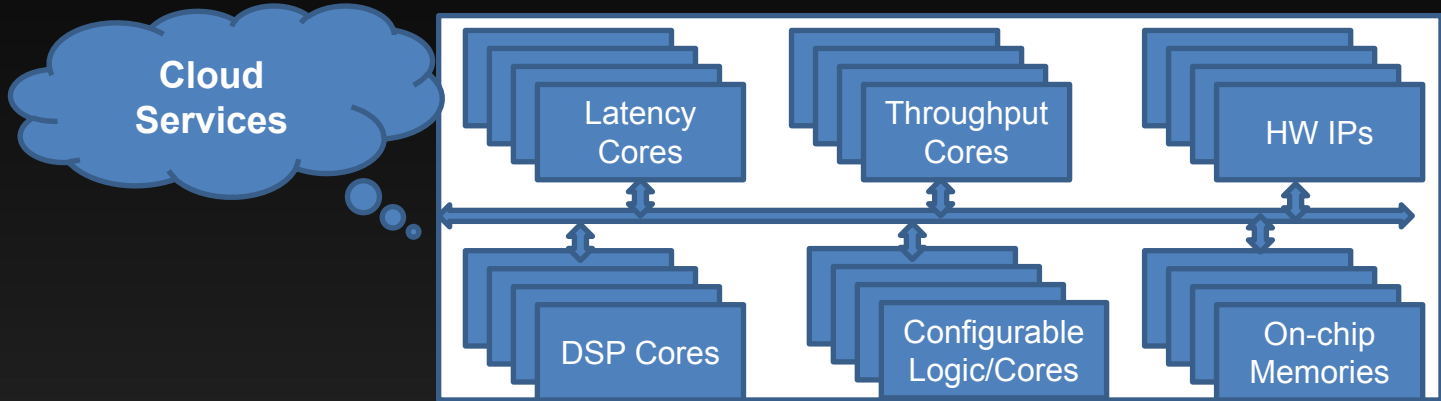 Cloud
Services
Latency
Cores
Throughput
Cores
HW IPs
DSP Cores
Configurable
Logic/Cores
On-chip
Memories